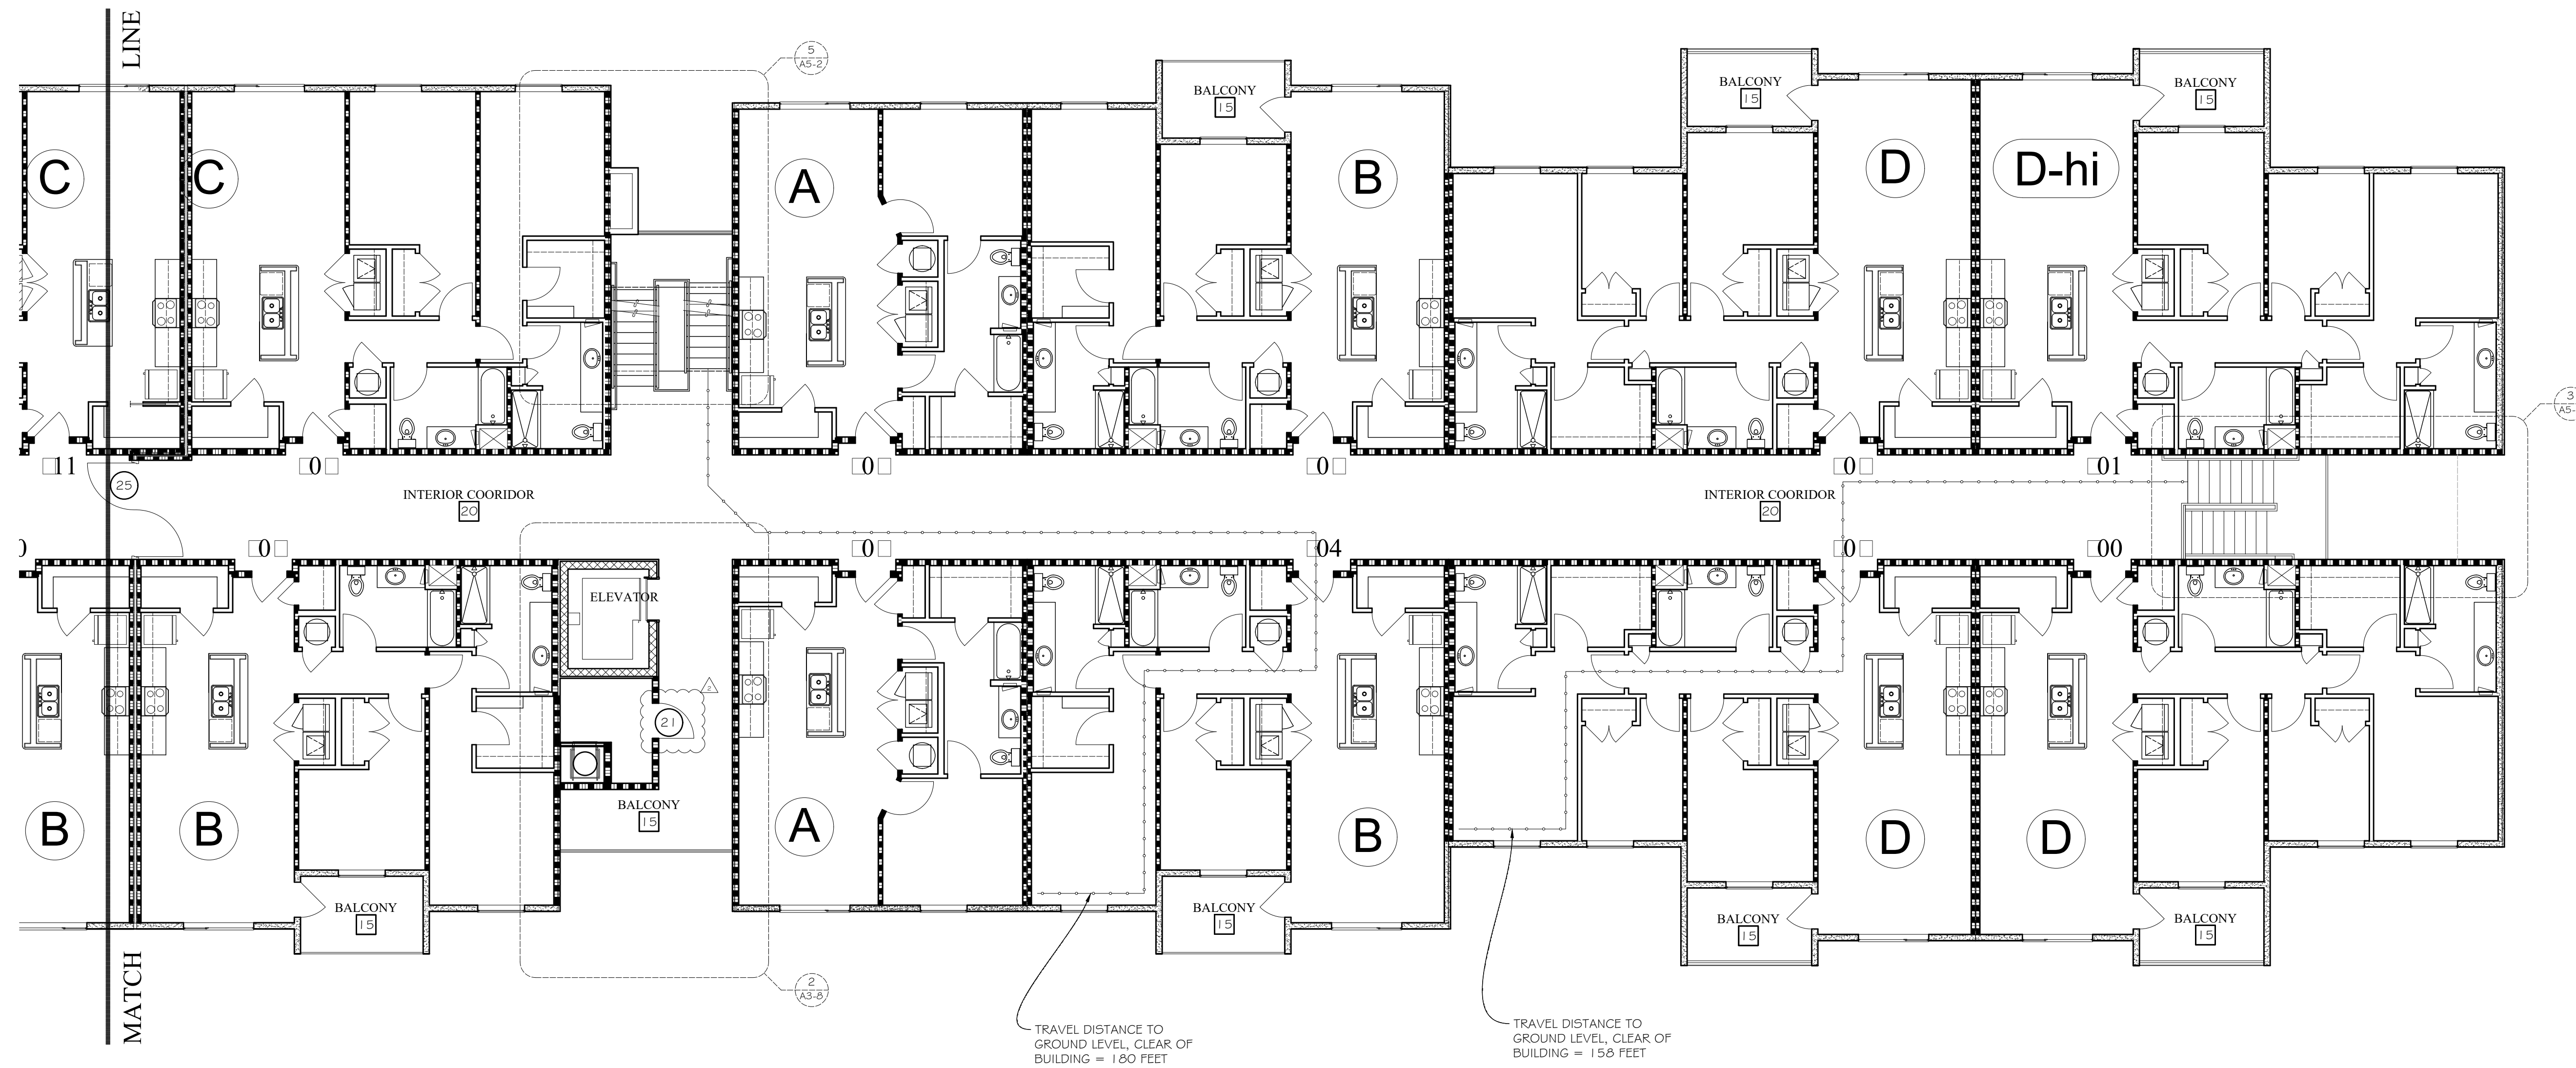 LINE
5
A5-2
BALCONY
15
BALCONY
15
BALCONY
15
C
C
A
B
D
D-hi
3
A5-
11
0
0
0
0
01
25
INTERIOR COORIDOR
20
INTERIOR COORIDOR
20
0
0
04
0
00
ELEVATOR
2
21
BALCONY
15
B
B
A
B
D
D
BALCONY
15
BALCONY
15
BALCONY
15
BALCONY
15
MATCH
2
A3-8
TRAVEL DISTANCE TO
GROUND LEVEL, CLEAR OF
BUILDING = 180 FEET
TRAVEL DISTANCE TO
GROUND LEVEL, CLEAR OF
BUILDING = 158 FEET